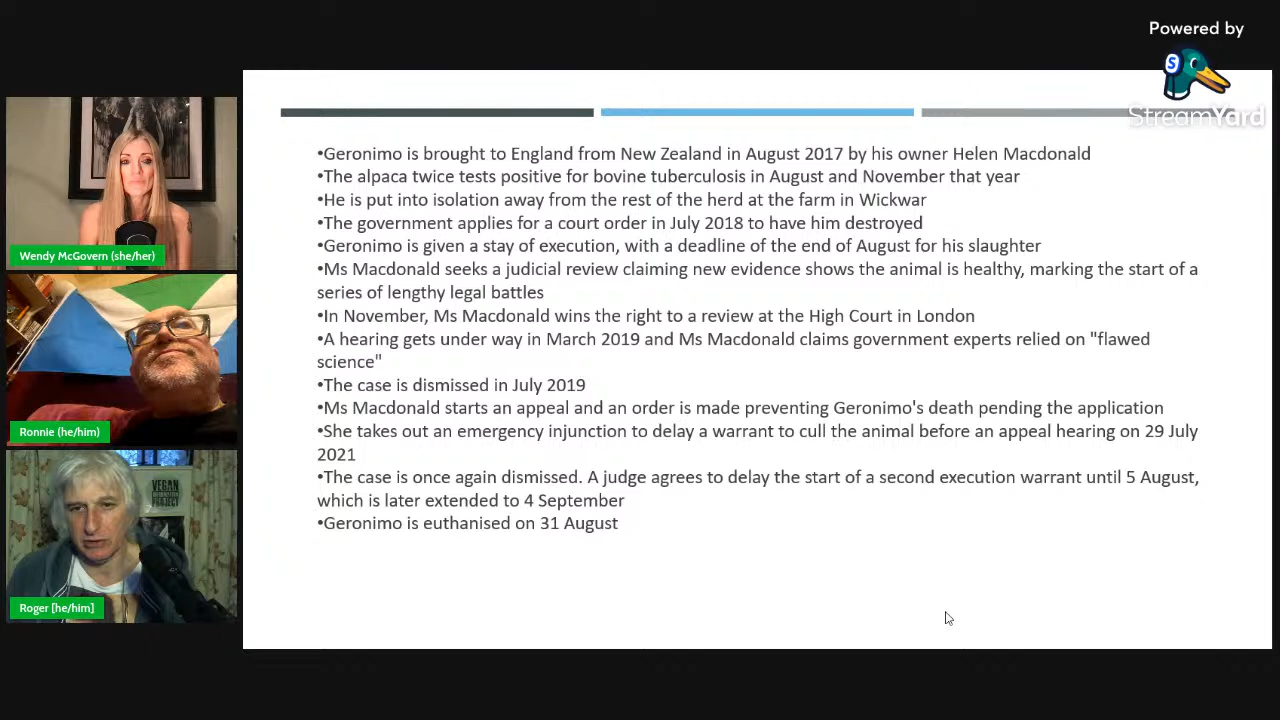 Powered by
StreamYard
•Geronimo is brought to England from New Zealand in August 2017 by his owner Helen Macdonald
•The alpaca twice tests positive for bovine tuberculosis in August and November that year
•He is put into isolation away from the rest of the herd at the farm in Wickwar
•The government applies for a court order in July 2018 to have him destroyed
•Geronimo is given a stay of execution, with a deadline of the end of August for his slaughter
•Ms Macdonald seeks a judicial review claiming new evidence shows the animal is healthy, marking the start of a
series of lengthy legal battles
•In November, Ms Macdonald wins the right to a review at the High Court in London
•A hearing gets under way in March 2019 and Ms Macdonald claims government experts relied on "flawed
science"
•The case is dismissed in July 2019
•Ms Macdonald starts an appeal and an order is made preventing Geronimo's death pending the application
•She takes out an emergency injunction to delay a warrant to cull the animal before an appeal hearing on 29 July
2021
•The case is once again dismissed. A judge agrees to delay the start of a second execution warrant until 5 August,
which is later extended to 4 September
•Geronimo is euthanised on 31 August
Wendy McGovern (she/her)
Ronnie (he/him)
VEGAN
INFORMATION
PROJECT
Roger [he/him]